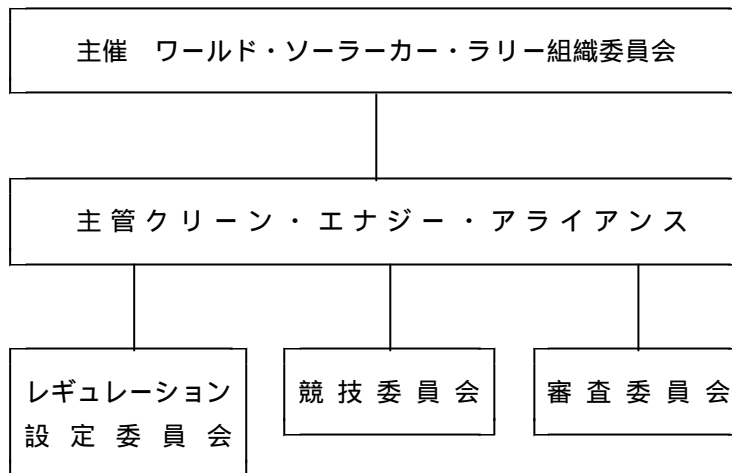 主催　ワールド・ソーラーカー・ラリー組織委員会
主管クリーン・エナジー・アライアンス
レギュレーション
設定委員会
競技委員会
審査委員会